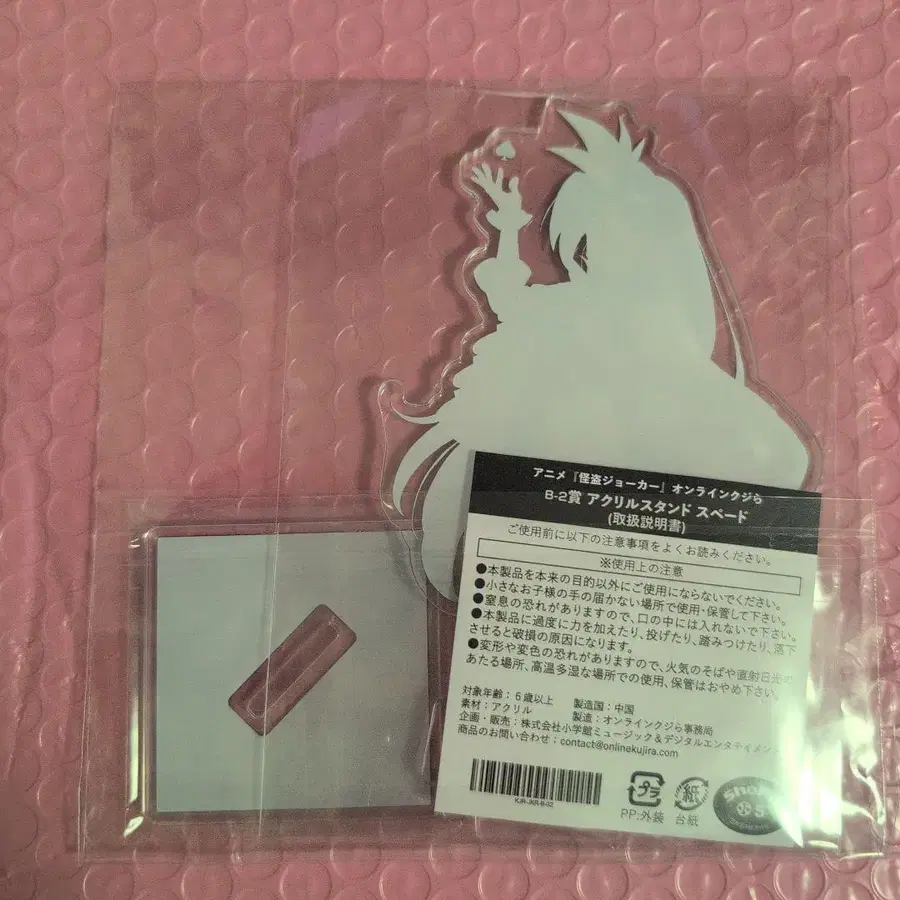 アニメ『怪盗ジョーカー』オンラインクジら
B-2賞 アクリルスタンド スペード
(取扱説明書)
ご使用前に以下の注意事項をよくお読みください。
※使用上の注意
●本製品を本来の目的以外にご使用にならないでください。
●小さなお子様の手の届かない場所で使用・保管して下さい。
●窒息の恐れがありますので、口の中には入れないで下さい。
●本製品に過度に力を加えたり、投げたり、踏みつけたり、落下
させると破損の原因になります。
●変形や変色の恐れがありますので、火気のそばや直射日光の
あたる場所、高温多湿な場所での使用、保管はおやめ下さい。
対象年齢：6歳以上 製造国：中国
素材：アクリル 製造：オンラインクジら事務局
企画・販売：株式会社小学館ミュージック&デジタルエンタテイメント
商品のお問い合わせ：contact@onlinekujira.com
KJR-JKR-B-02
プラ 紙
PP:外装 台紙